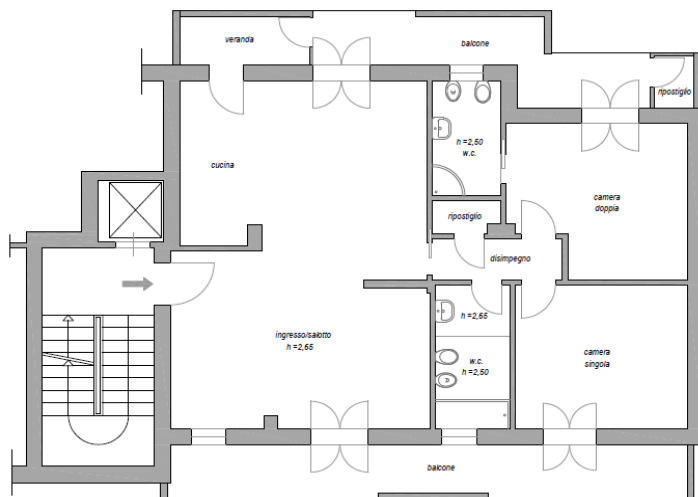 veranda
balcone
ripostiglio
h =2,50
w.c.
cucina
camera
doppia
ripostiglio
disimpegno
h =2,65
ingresso/salotto
h =2,65
w.c.
h =2,50
camera
singola
balcone